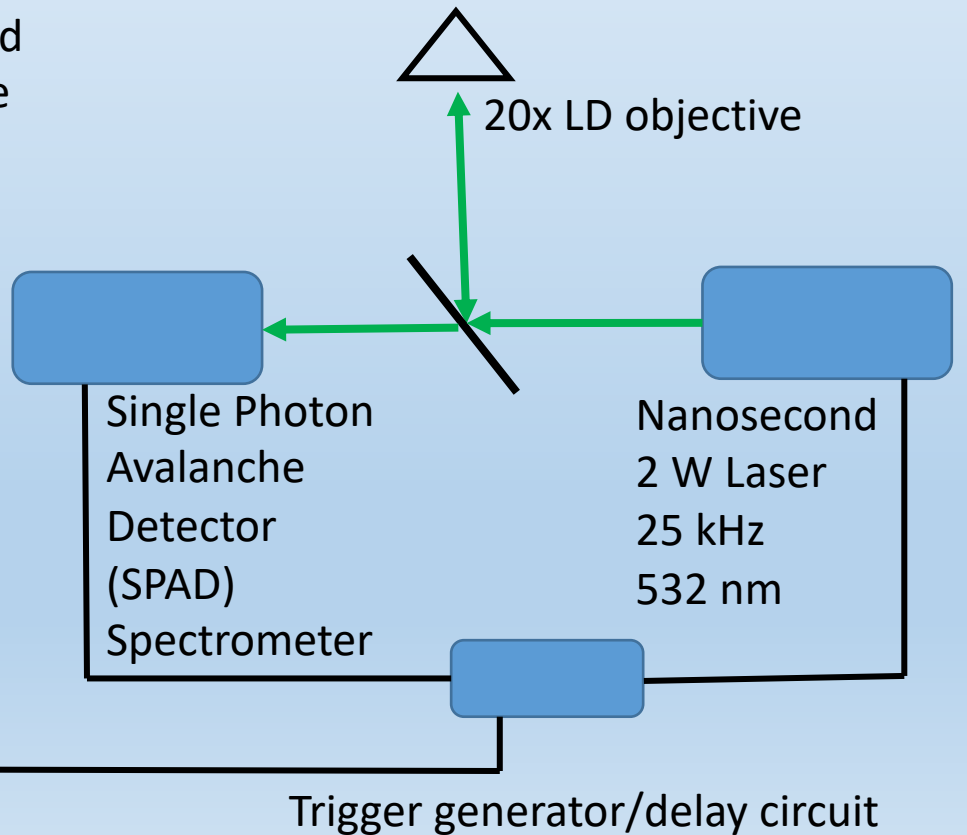 d
e
20x LD objective
Single Photon
Avalanche
Detector
(SPAD)
Spectrometer
Nanosecond
2 W Laser
25 kHz
532 nm
Trigger generator/delay circuit